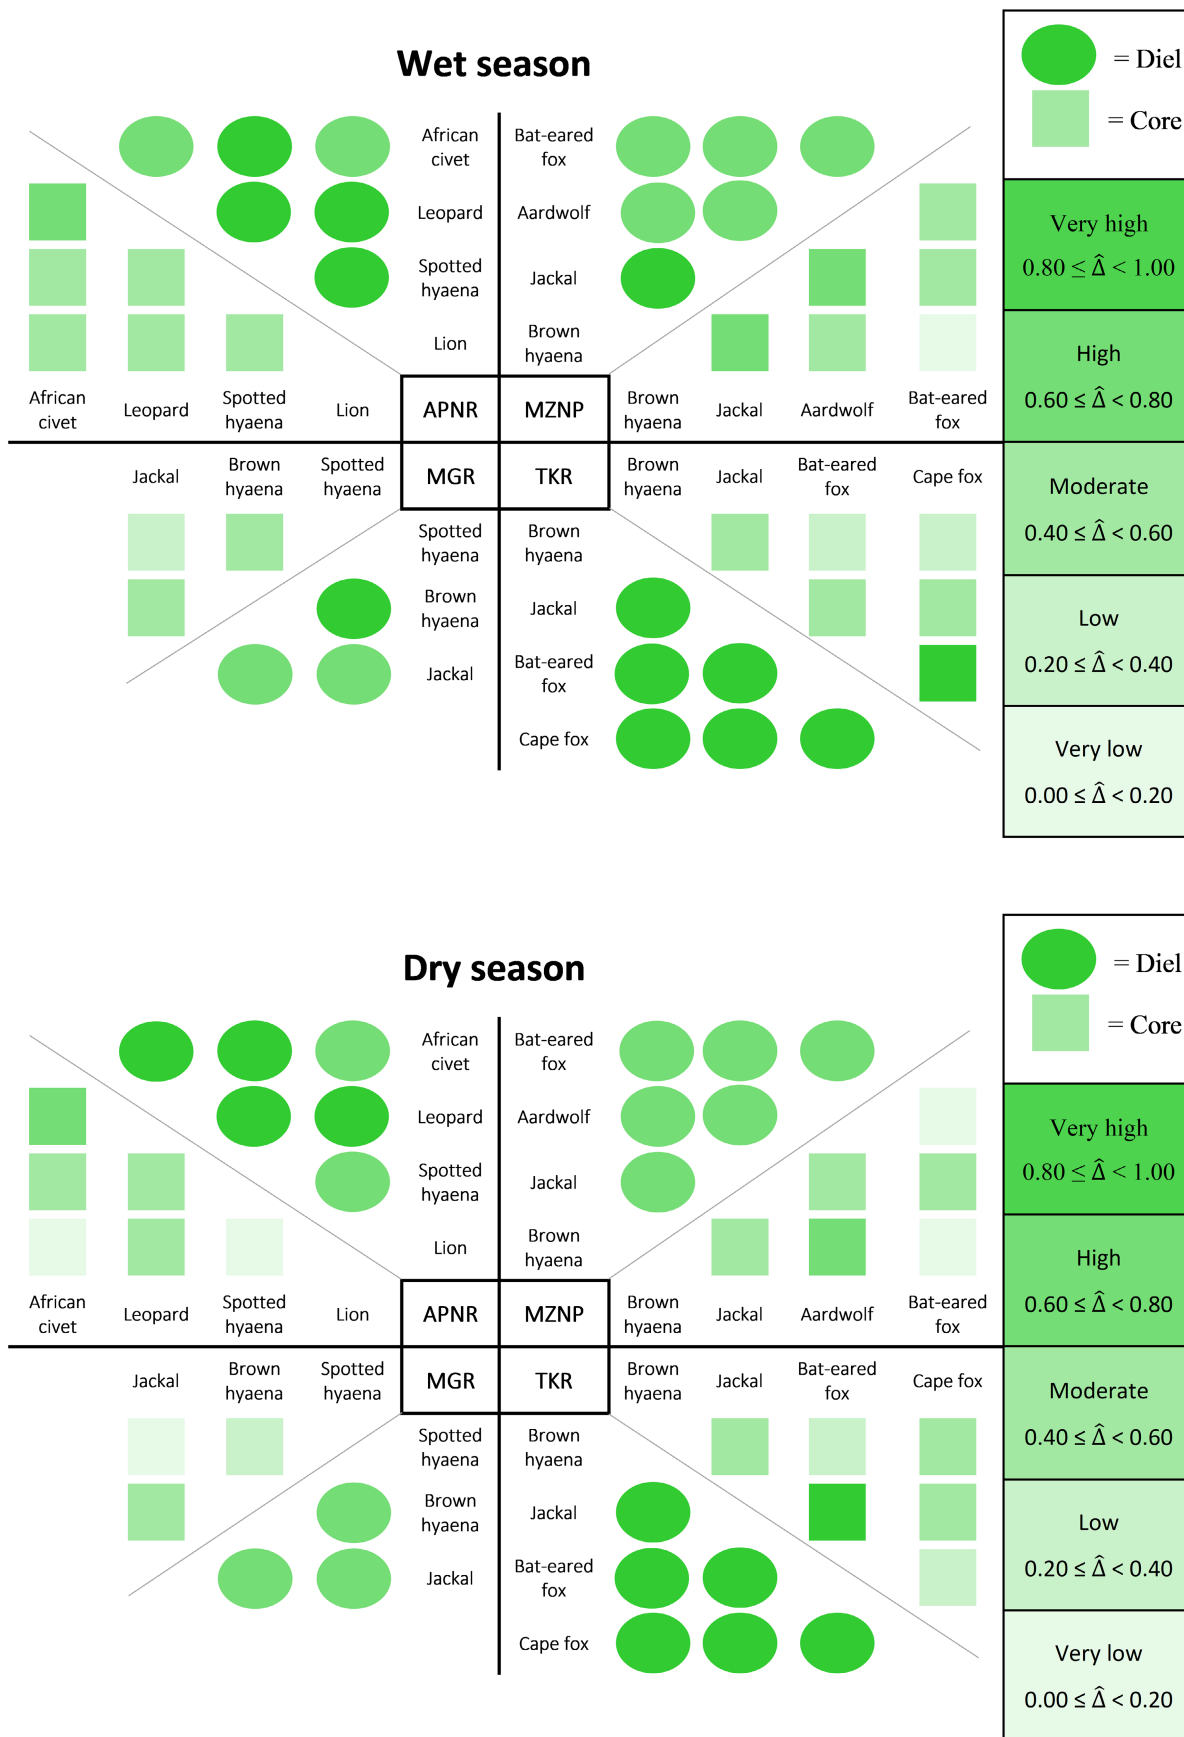 Wet season
= Diel
= Core
African
civet
Bat-eared
fox
Leopard
Aardwolf
Spotted
hyaena
Jackal
Lion
Brown
hyaena
African
civet
Leopard
Spotted
hyaena
Lion
APNR
MZNP
Brown
hyaena
Jackal
Aardwolf
Bat-eared
fox
Jackal
Brown
hyaena
Spotted
hyaena
MGR
TKR
Brown
hyaena
Jackal
Bat-eared
fox
Cape fox
Spotted
hyaena
Brown
hyaena
Brown
hyaena
Jackal
Jackal
Bat-eared
fox
Cape fox
Very high
0.80 ≤ Δ̂ < 1.00
High
0.60 ≤ Δ̂ < 0.80
Moderate
0.40 ≤ Δ̂ < 0.60
Low
0.20 ≤ Δ̂ < 0.40
Very low
0.00 ≤ Δ̂ < 0.20
Dry season
= Diel
= Core
African
civet
Bat-eared
fox
Leopard
Aardwolf
Spotted
hyaena
Jackal
Lion
Brown
hyaena
African
civet
Leopard
Spotted
hyaena
Lion
APNR
MZNP
Brown
hyaena
Jackal
Aardwolf
Bat-eared
fox
Jackal
Brown
hyaena
Spotted
hyaena
MGR
TKR
Brown
hyaena
Jackal
Bat-eared
fox
Cape fox
Spotted
hyaena
Brown
hyaena
Brown
hyaena
Jackal
Jackal
Bat-eared
fox
Cape fox
Very high
0.80 ≤ Δ̂ < 1.00
High
0.60 ≤ Δ̂ < 0.80
Moderate
0.40 ≤ Δ̂ < 0.60
Low
0.20 ≤ Δ̂ < 0.40
Very low
0.00 ≤ Δ̂ < 0.20